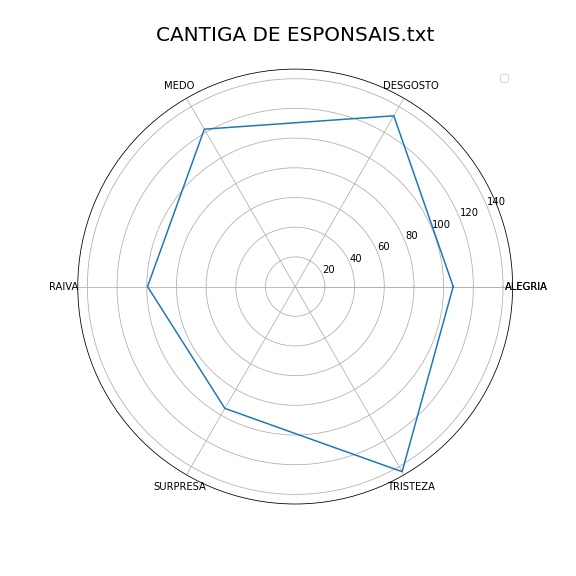 CANTIGA DE ESPONSAIS.txt
MEDO
DESGOSTO
140
120
100
80
60
40
20
RAIVA
ALEGRIA
SURPRESA
TRISTEZA